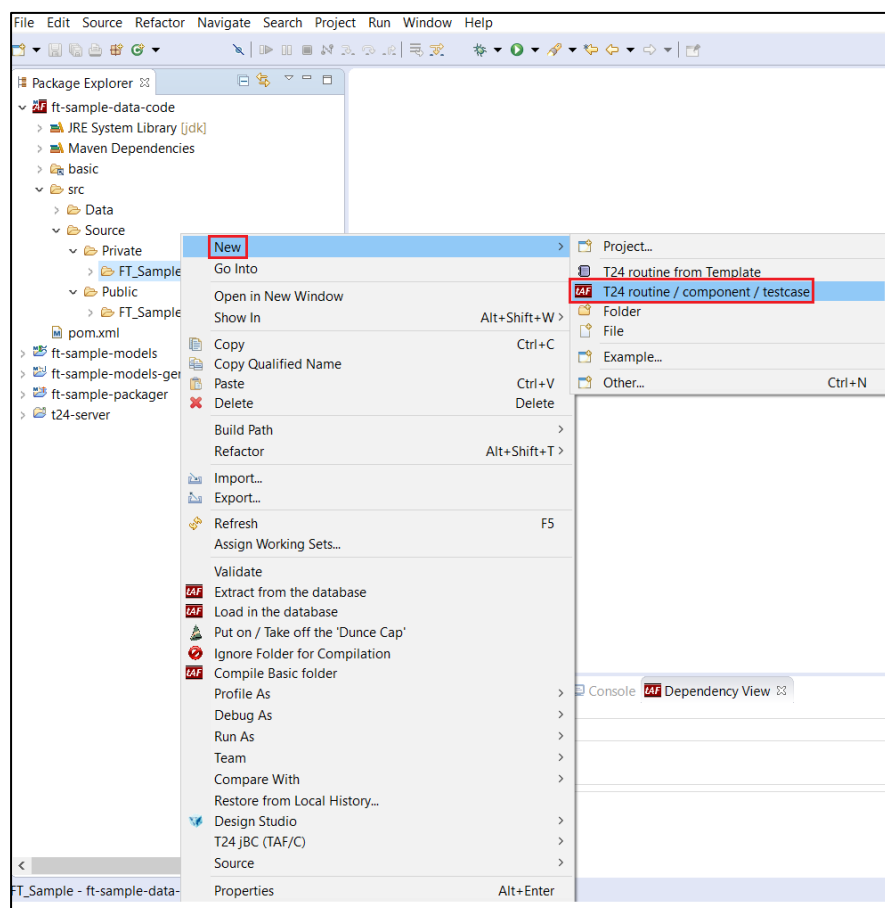 File Edit Source Refactor Navigate Search Project Run Window Help
Package Explorer
ft-sample-data-code
JRE System Library [jdk]
Maven Dependencies
basic
src
Data
Source
Private
FT_Sample
Public
FT_Sample
pom.xml
ft-sample-models
ft-sample-models-ger
ft-sample-packager
t24-server
New
Go Into
Open in New Window
Show In Alt+Shift+W >
Copy Ctrl+C
Copy Qualified Name
Paste Ctrl+V
Delete Delete
Build Path
Refactor Alt+Shift+T >
Import...
Export...
Refresh F5
Assign Working Sets...
Validate
tAF Extract from the database
tAF Load in the database
Put on / Take off the 'Dunce Cap'
Ignore Folder for Compilation
tAF Compile Basic folder
Profile As
Debug As
Run As
Team
Compare With
Restore from Local History...
Design Studio
T24 jBC (TAF/C)
Source
Properties Alt+Enter
Project...
T24 routine from Template
tAF T24 routine / component / testcase
Folder
File
Example...
Other... Ctrl+N
Console tAF Dependency View
FT_Sample - ft-sample-data-